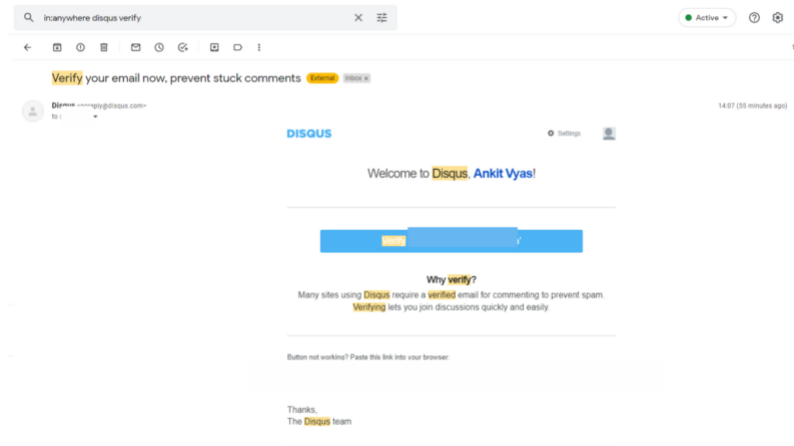 in:anywhere disqus verify
Active
Verify your email now, prevent stuck comments External Inbox x
14:07 (55 minutes ago)
to
DISQUS
Settings
Welcome to Disqus, Ankit Vyas!
Verify
Why verify?
Many sites using Disqus require a verified email for commenting to prevent spam.
Verifying lets you join discussions quickly and easily.
Button not working? Paste this link into your browser:
Thanks,
The Disqus team